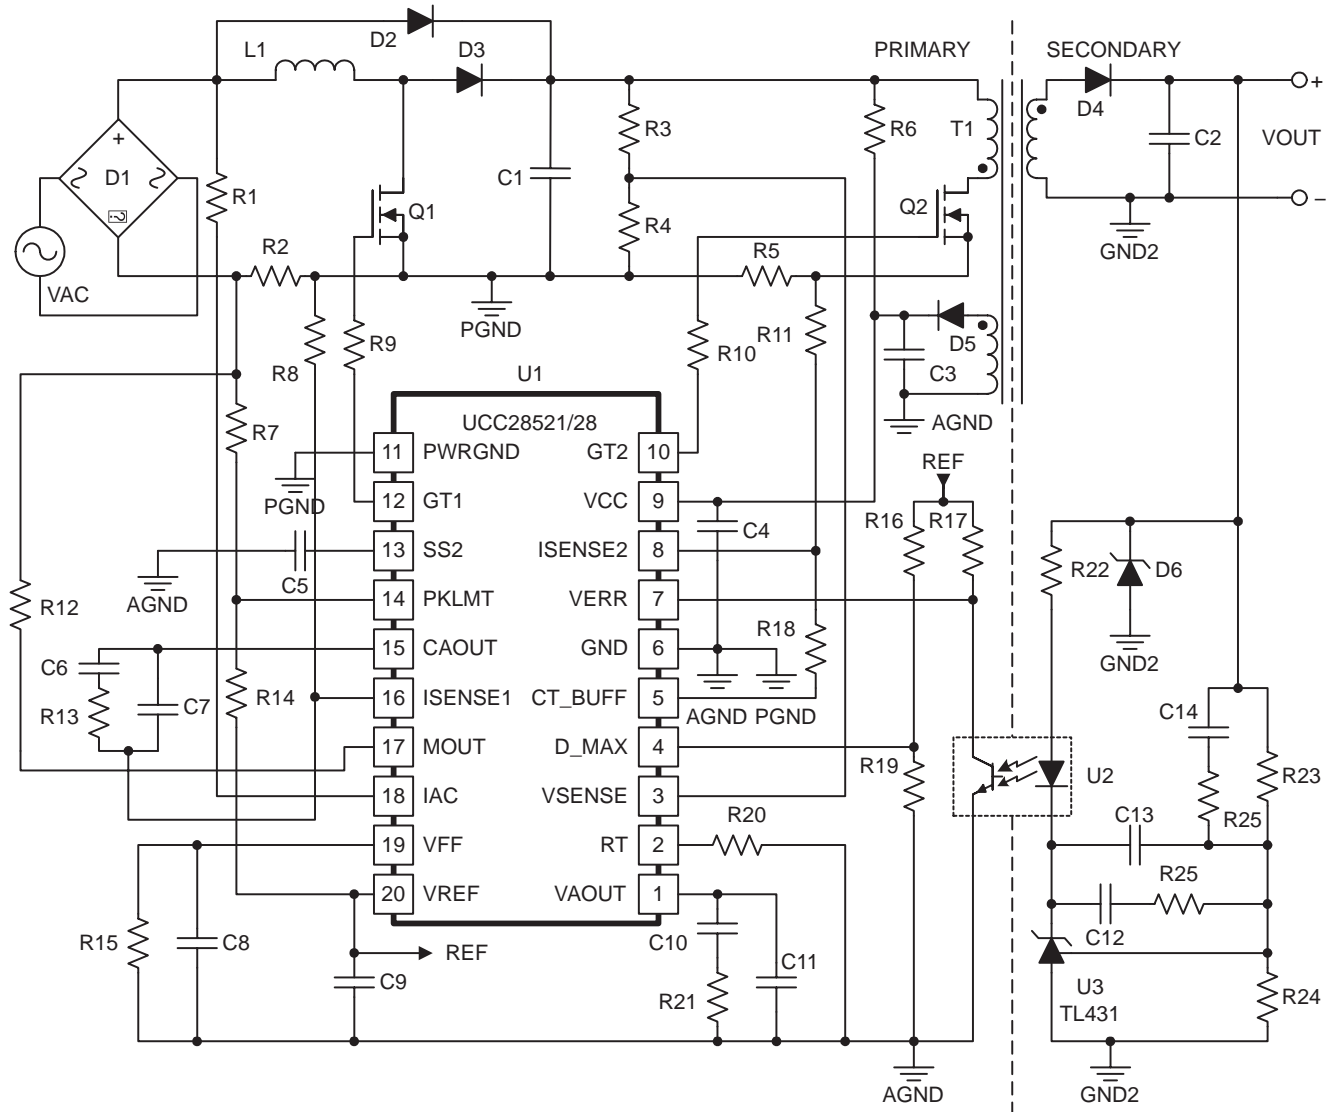 D2
L1
D3
PRIMARY
SECONDARY
+
D4
+
D1
R1
C1
R3
R6
T1
C2
VOUT
Q1
R4
Q2
–
R2
R5
GND2
VAC
PGND
R8
R9
R10
R11
D5
C3
U1
AGND
R7
UCC28521/28
11 PWRGND
GT2 10
REF
PGND
12 GT1
VCC 9
C4
R16
R17
13 SS2
ISENSE2 8
C5
AGND
R22
D6
R12
14 PKLMT
VERR 7
R18
15 CAOUT
GND 6
GND2
C6
R13
C7
R14
16 ISENSE1
CT_BUFF 5
AGND
PGND
C14
17 MOUT
D_MAX 4
R19
U2
R23
18 IAC
VSENSE 3
R20
C13
R25
19 VFF
RT 2
20 VREF
VAOUT 1
R25
R15
C8
REF
C10
C12
C9
R21
C11
U3
TL431
R24
AGND
GND2